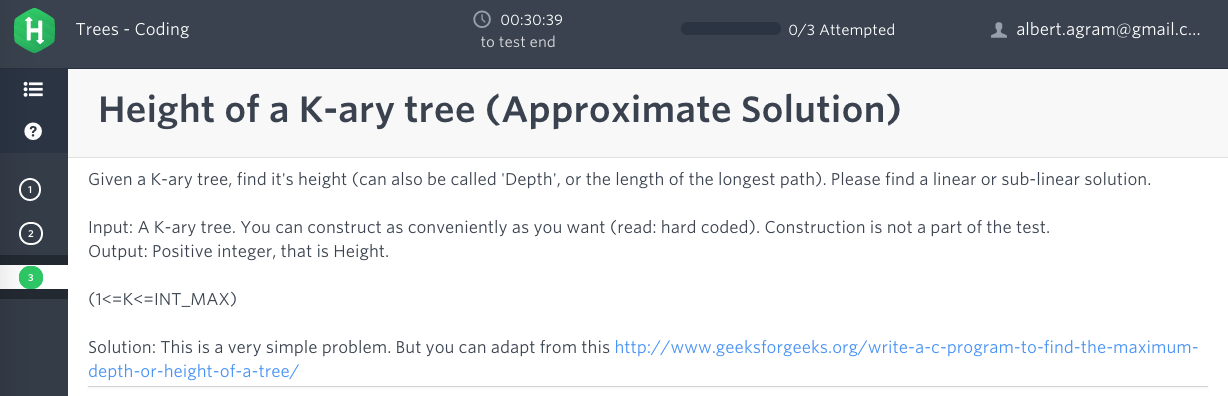 H
Trees - Coding
00:30:39
to test end
0/3 Attempted
albert.agram@gmail.c...
?
1
2
3
Height of a K-ary tree (Approximate Solution)
Given a K-ary tree, find it's height (can also be called 'Depth', or the length of the longest path). Please find a linear or sub-linear solution.
Input: A K-ary tree. You can construct as conveniently as you want (read: hard coded). Construction is not a part of the test.
Output: Positive integer, that is Height.
(1<=K<=INT_MAX)
Solution: This is a very simple problem. But you can adapt from this http://www.geeksforgeeks.org/write-a-c-program-to-find-the-maximum-
depth-or-height-of-a-tree/